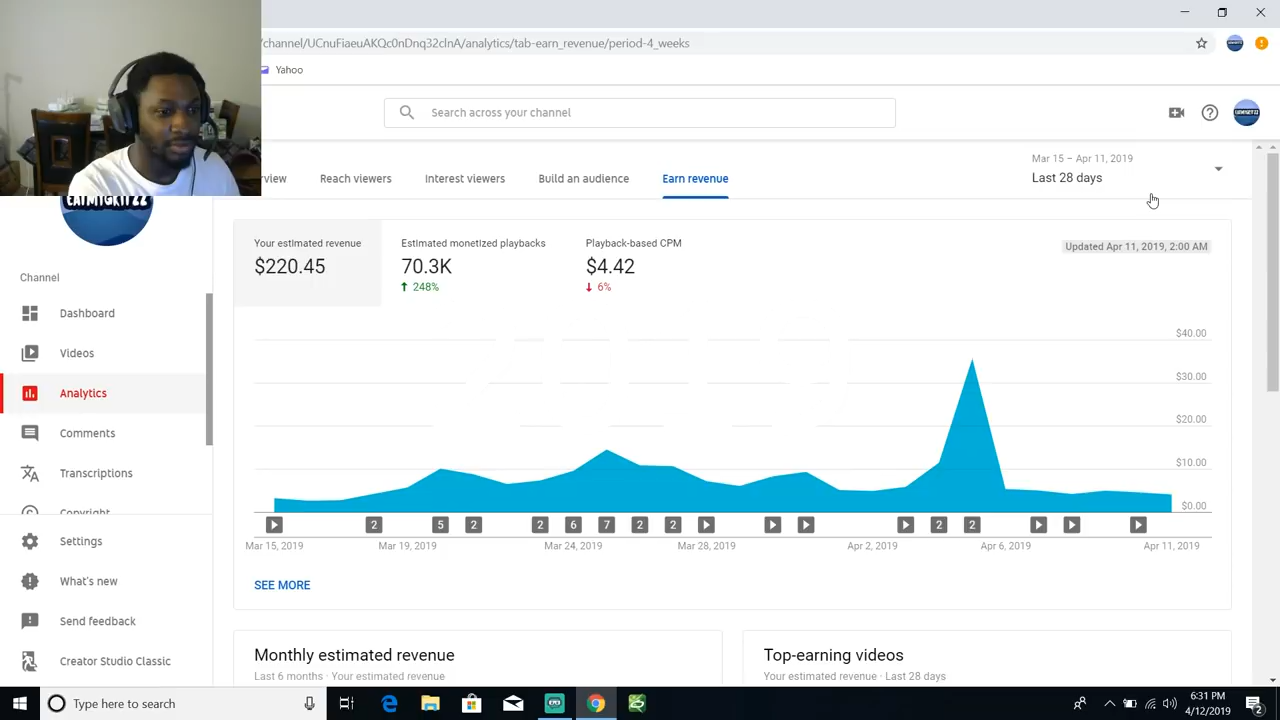 /channel/UCnuFiaeuAKQc0nDnq32clnA/analytics/tab-earn_revenue/period-4_weeks
Yahoo
Search across your channel
rview
Reach viewers
Interest viewers
Build an audience
Earn revenue
Mar 15 – Apr 11, 2019
Last 28 days
EATMYGRITZZ
Channel
Dashboard
Videos
Analytics
Comments
Transcriptions
Copyright
Settings
What's new
Send feedback
Creator Studio Classic
Your estimated revenue
$220.45
Estimated monetized playbacks
70.3K
248%
Playback-based CPM
$4.42
6%
Updated Apr 11, 2019, 2:00 AM
$40.00
$30.00
$20.00
$10.00
$0.00
2 5 2 2 6 7 2 2 2 2
Mar 15, 2019 Mar 19, 2019 Mar 24, 2019 Mar 28, 2019 Apr 2, 2019 Apr 6, 2019 Apr 11, 2019
SEE MORE
Monthly estimated revenue
Last 6 months · Your estimated revenue
Top-earning videos
Your estimated revenue · Last 28 days
Type here to search
6:31 PM
4/12/2019
2